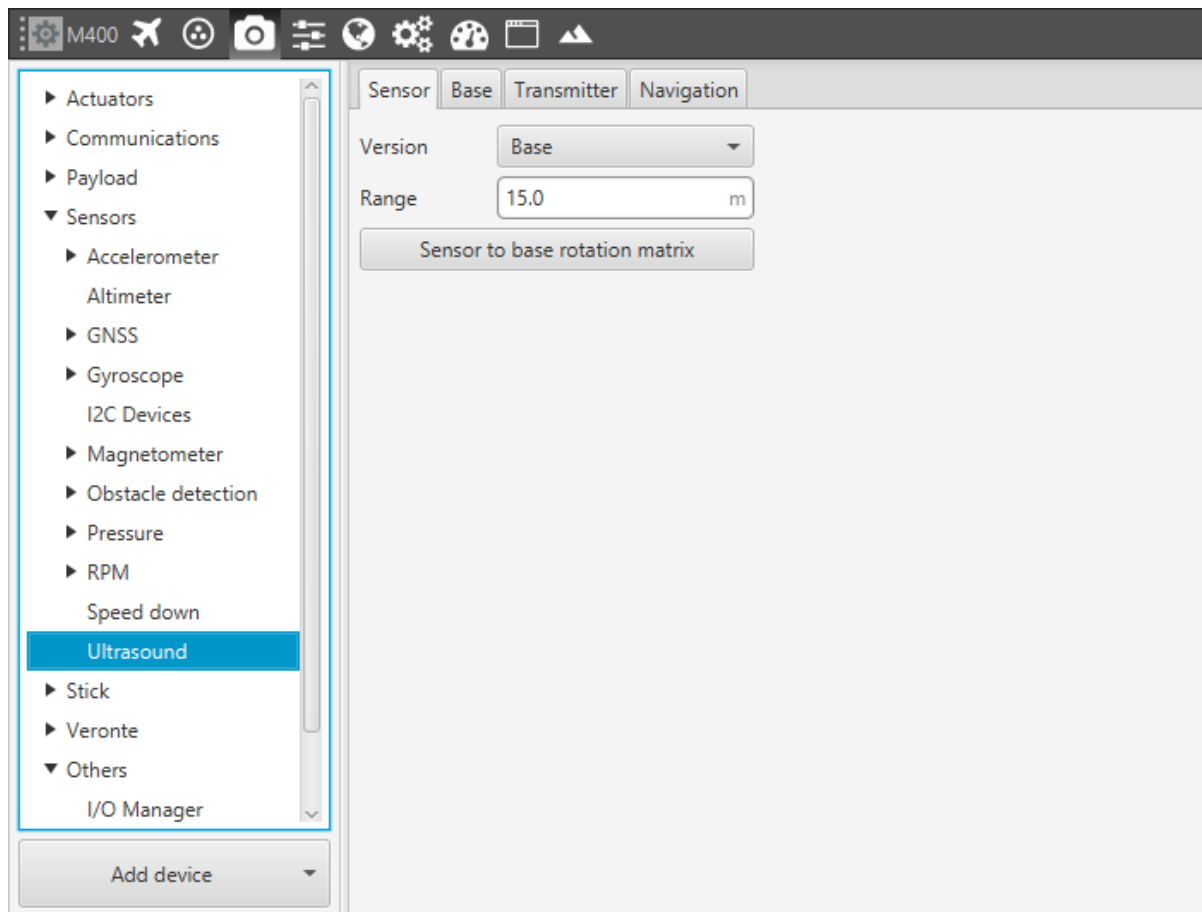 M400
Actuators
Communications
Payload
Sensors
Accelerometer
Altimeter
GNSS
Gyroscope
I2C Devices
Magnetometer
Obstacle detection
Pressure
RPM
Speed down
Ultrasound
Stick
Veronte
Others
I/O Manager
Add device
Sensor Base Transmitter Navigation
Version Base
Range 15.0 m
Sensor to base rotation matrix